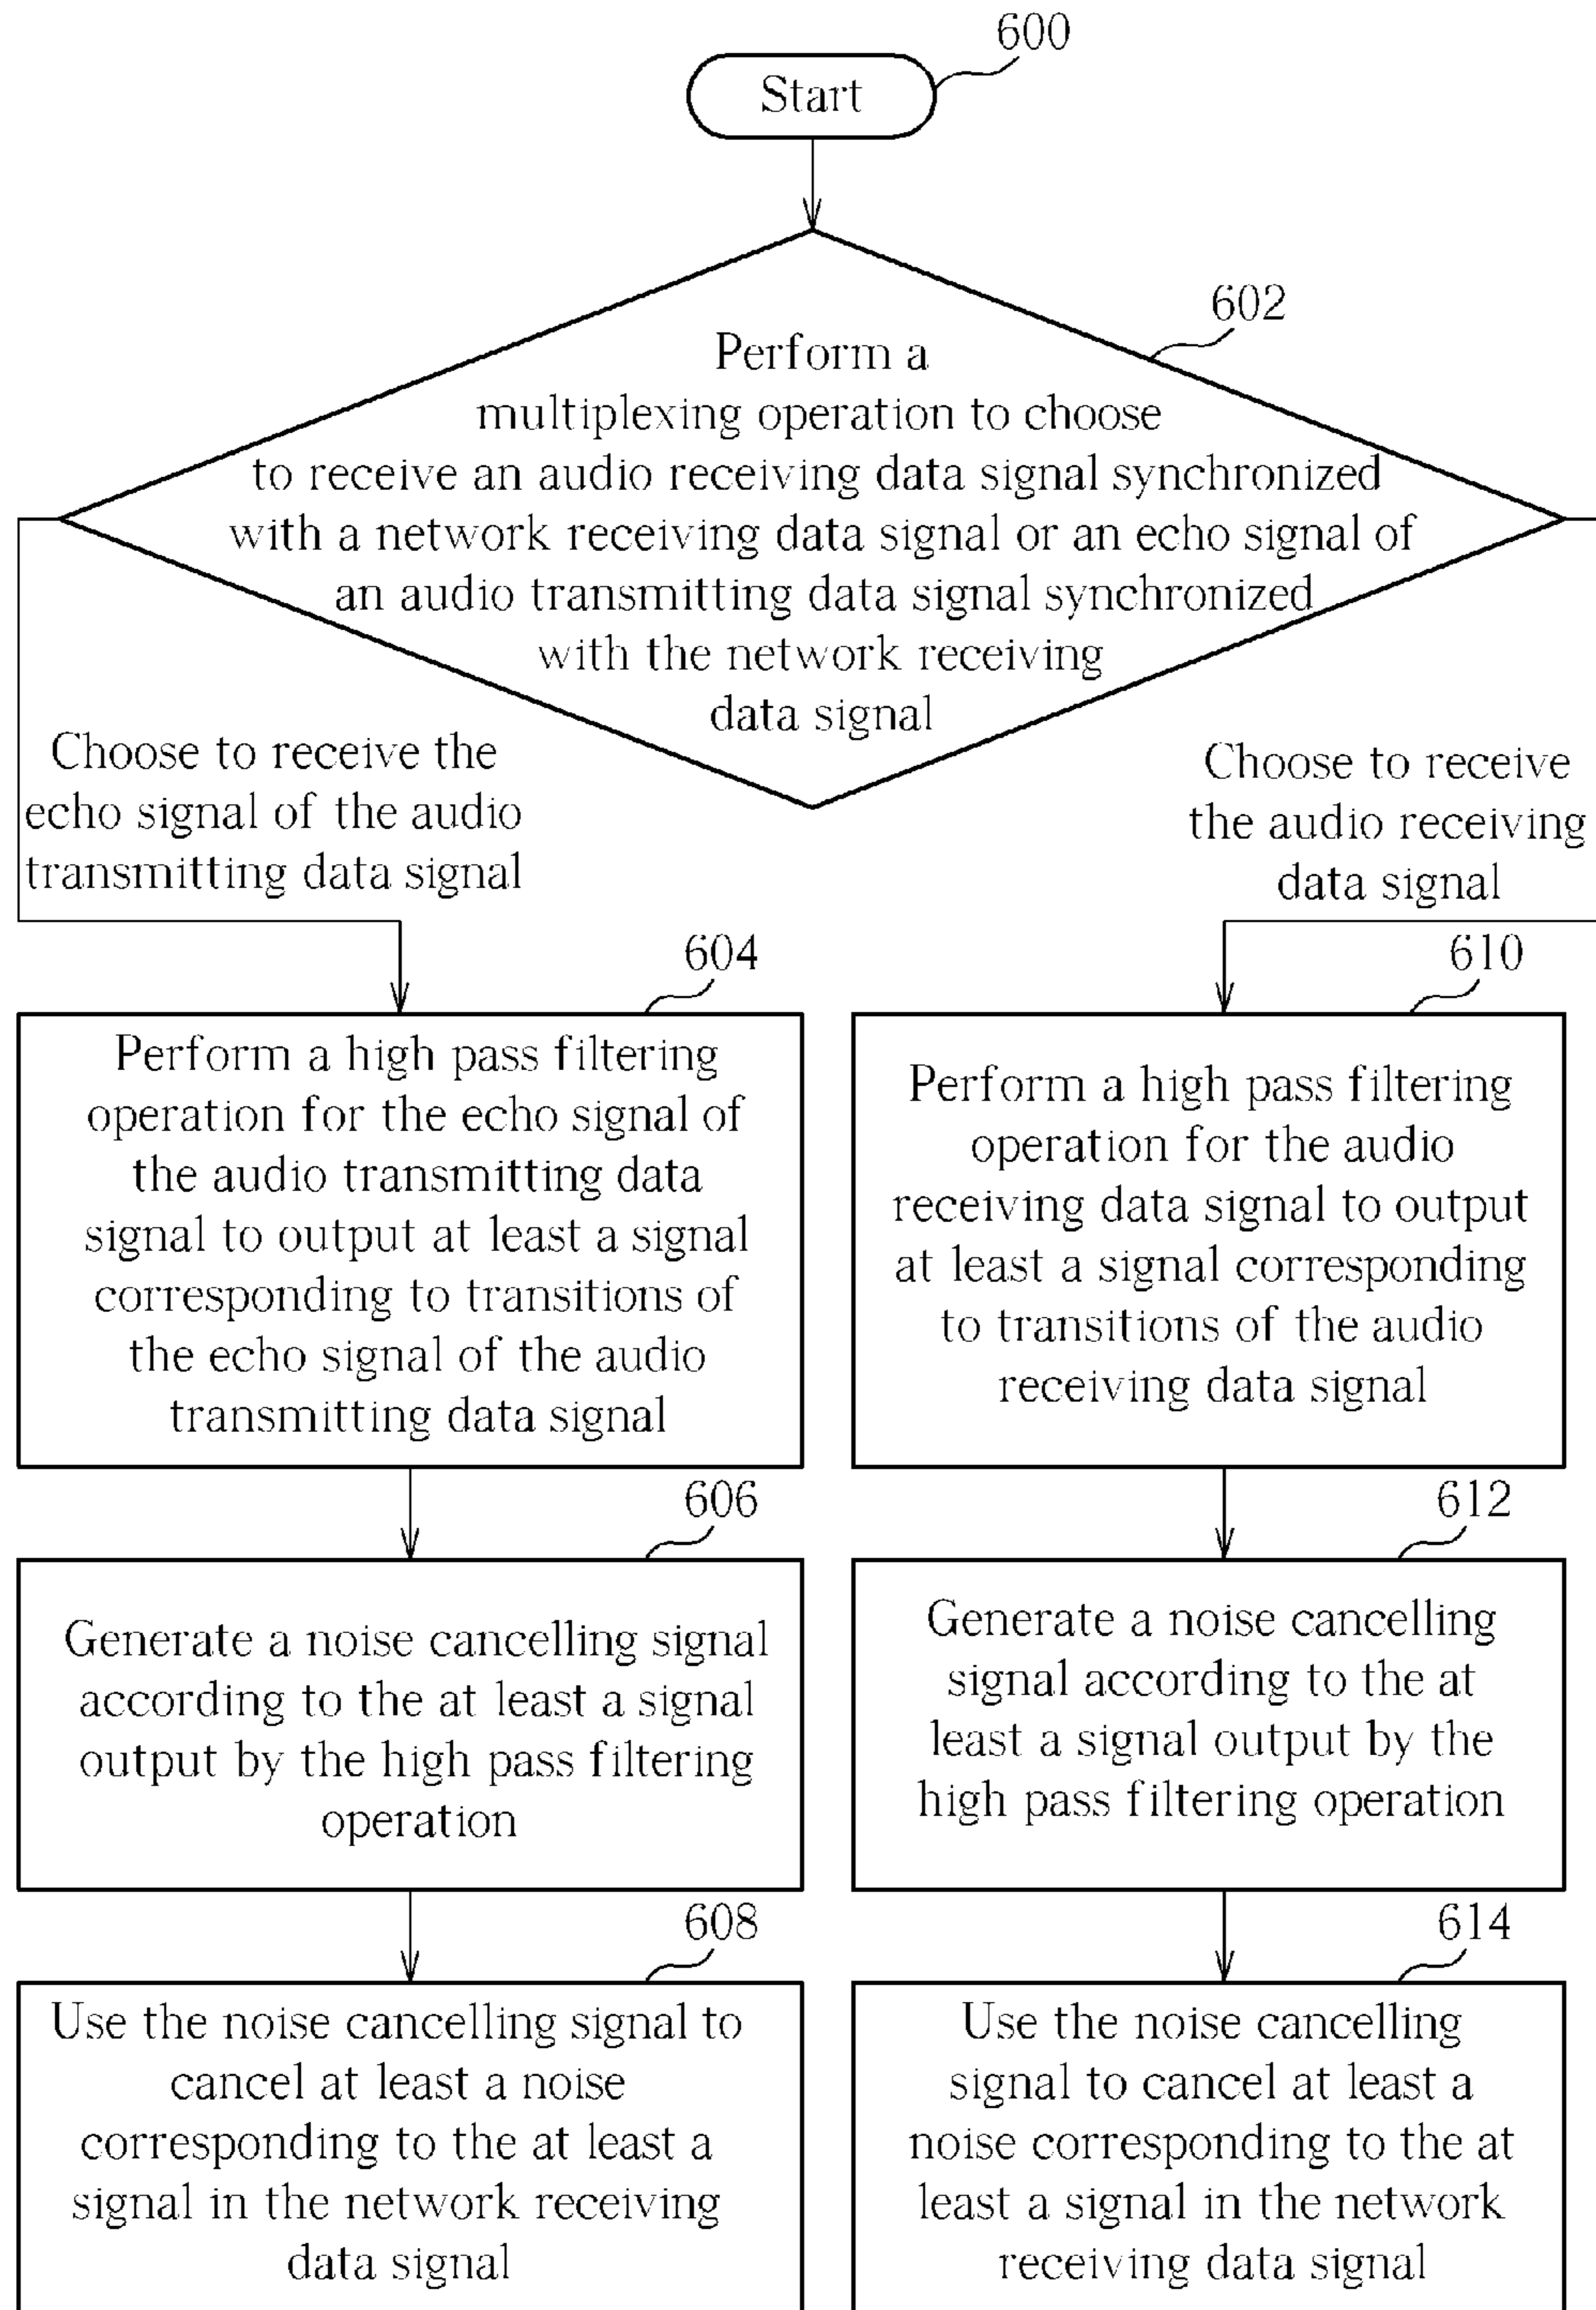 600
Start
602
Perform a
multiplexing operation to choose
to receive an audio receiving data signal synchronized
with a network receiving data signal or an echo signal of
an audio transmitting data signal synchronized
with the network receiving
data signal
Choose to receive the
echo signal of the audio
transmitting data signal
Choose to receive
the audio receiving
data signal
604
Perform a high pass filtering
operation for the echo signal of
the audio transmitting data
signal to output at least a signal
corresponding to transitions of
the echo signal of the audio
transmitting data signal
610
Perform a high pass filtering
operation for the audio
receiving data signal to output
at least a signal corresponding
to transitions of the audio
receiving data signal
606
Generate a noise cancelling signal
according to the at least a signal
output by the high pass filtering
operation
612
Generate a noise cancelling
signal according to the at
least a signal output by the
high pass filtering operation
608
Use the noise cancelling signal to
cancel at least a noise
corresponding to the at least a
signal in the network receiving
data signal
614
Use the noise cancelling
signal to cancel at least a
noise corresponding to the at
least a signal in the network
receiving data signal